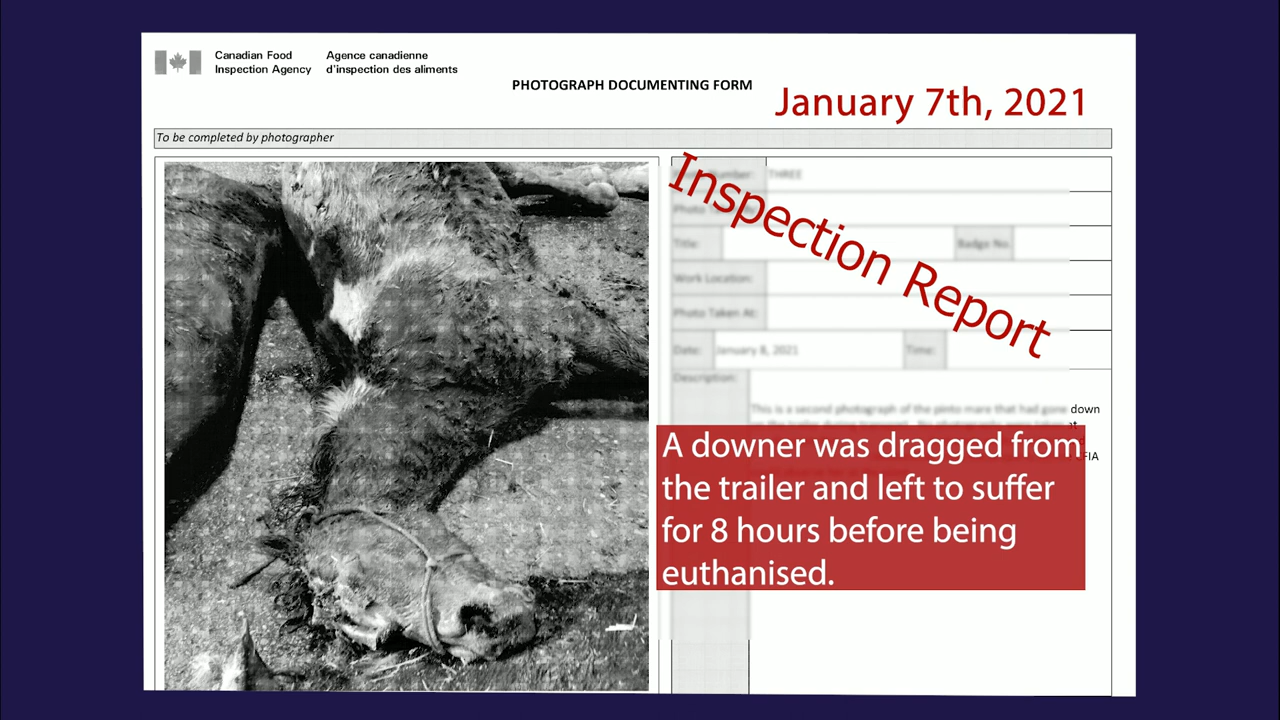 Canadian Food Agence canadienne
Inspection Agency d'inspection des aliments
PHOTOGRAPH DOCUMENTING FORM
January 7th, 2021
To be completed by photographer
Inspection Report
THREE
Photo
Title:
Badge No.
Work Location:
Photo Taken At:
Date: January 8, 2021 Time:
Description:
This is a second photograph of the pinto mare that had gone down
A downer was dragged from
the trailer and left to suffer
for 8 hours before being
euthanised.